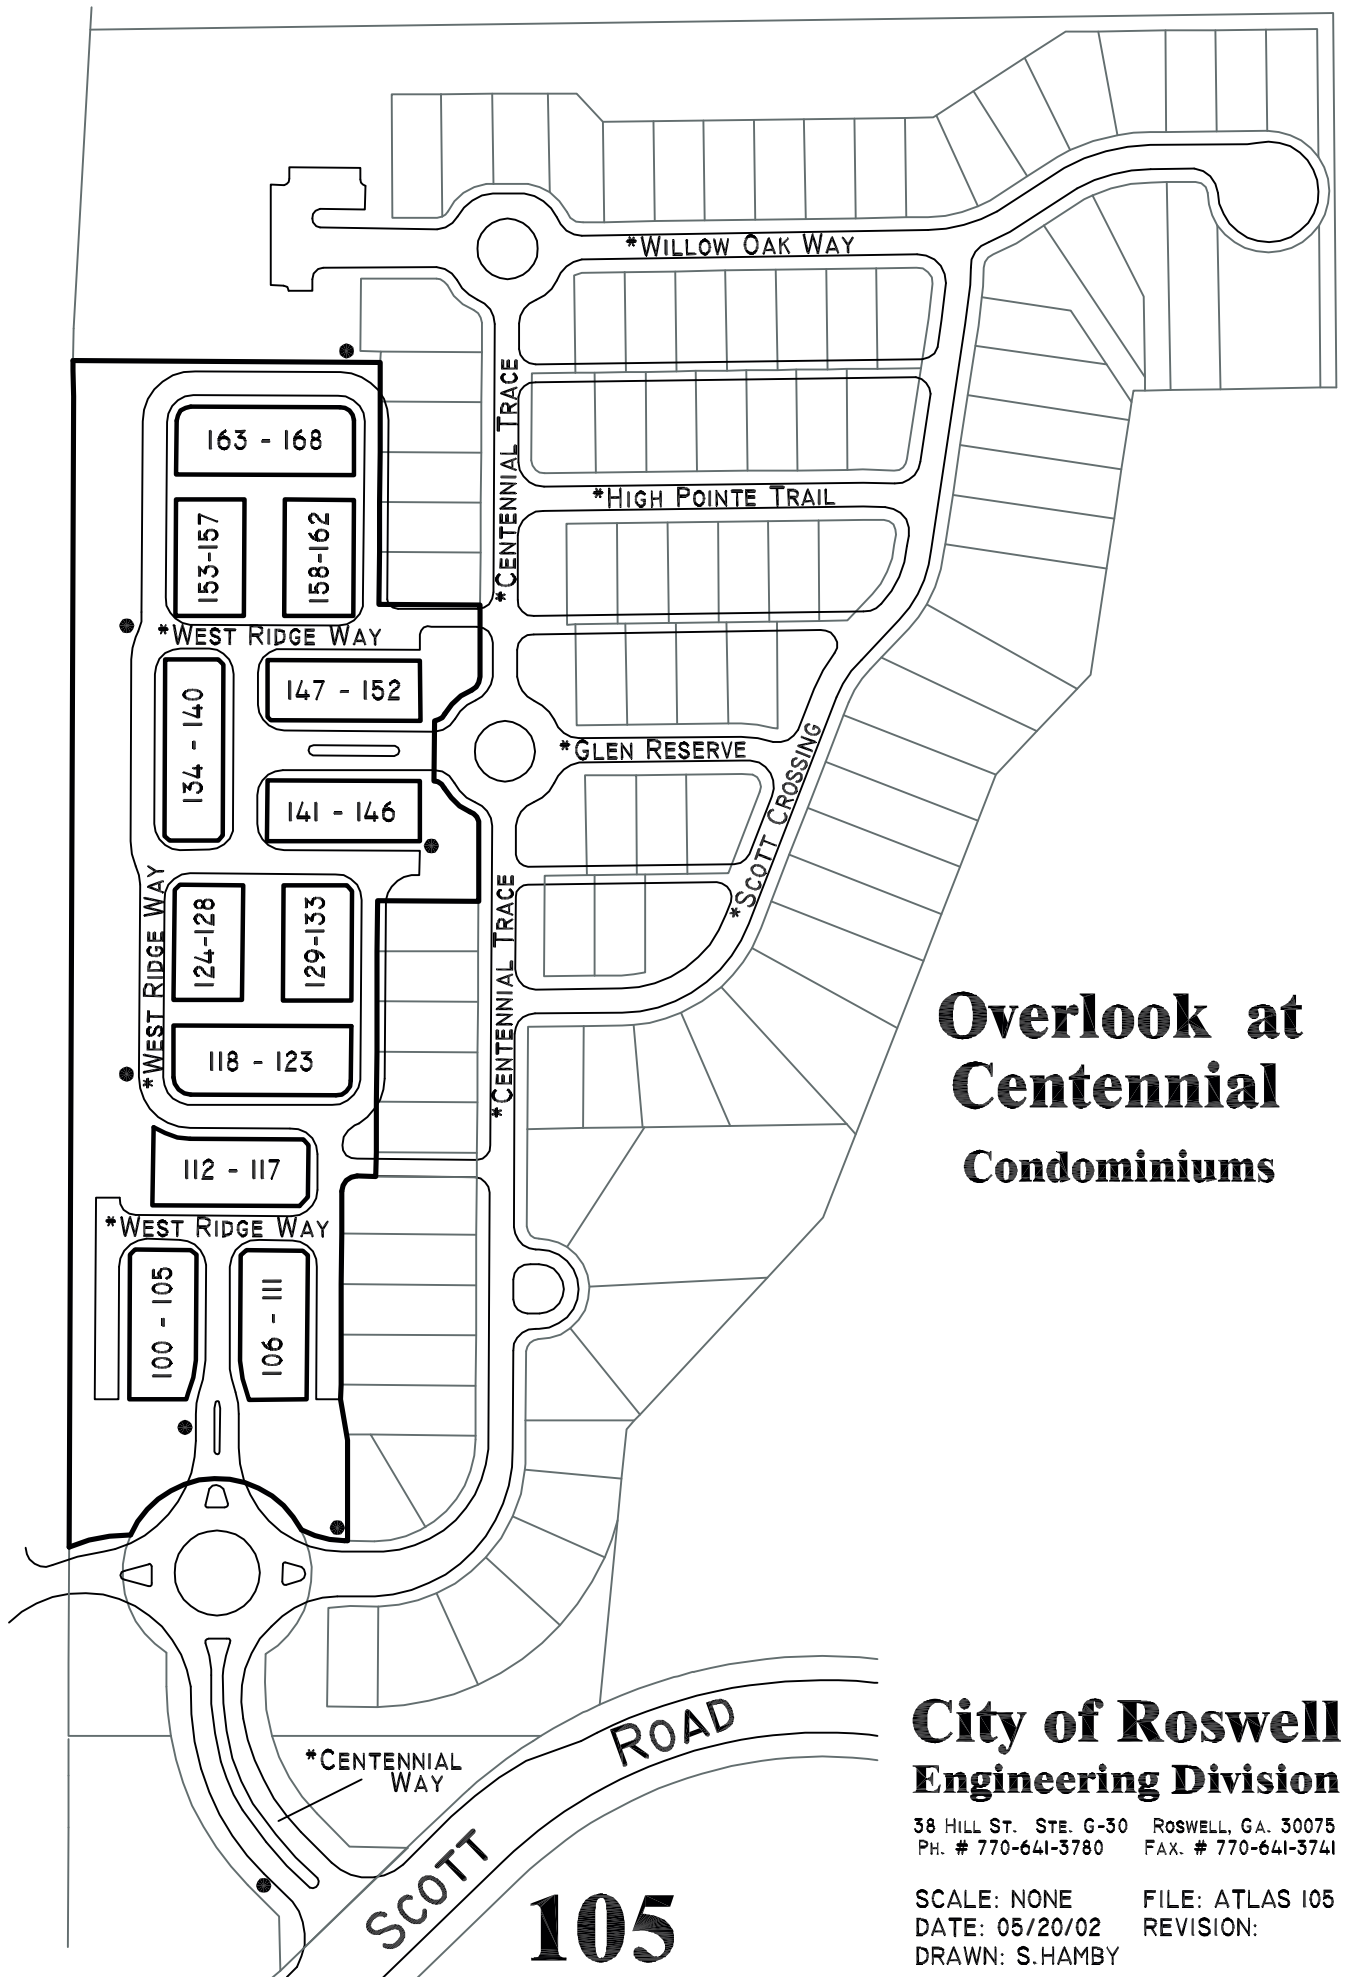 *WILLOW OAK WAY
*CENTENNIAL TRACE
163 - 168
153-157
158-162
*HIGH POINTE TRAIL
*WEST RIDGE WAY
134 - 140
147 - 152
*GLEN RESERVE
141 - 146
*SCOTT CROSSING
*WEST RIDGE WAY
124-128
129-133
*CENTENNIAL TRACE
118 - 123
Overlook at
Centennial
Condominiums
112 - 117
*WEST RIDGE WAY
100 - 105
106 - 111
*CENTENNIAL
WAY
SCOTT ROAD
105
City of Roswell
Engineering Division
38 HILL ST. STE. G-30 ROSWELL, GA. 30075
PH. # 770-641-3780 FAX. # 770-641-3741
SCALE: NONE FILE: ATLAS 105
DATE: 05/20/02 REVISION:
DRAWN: S.HAMBY